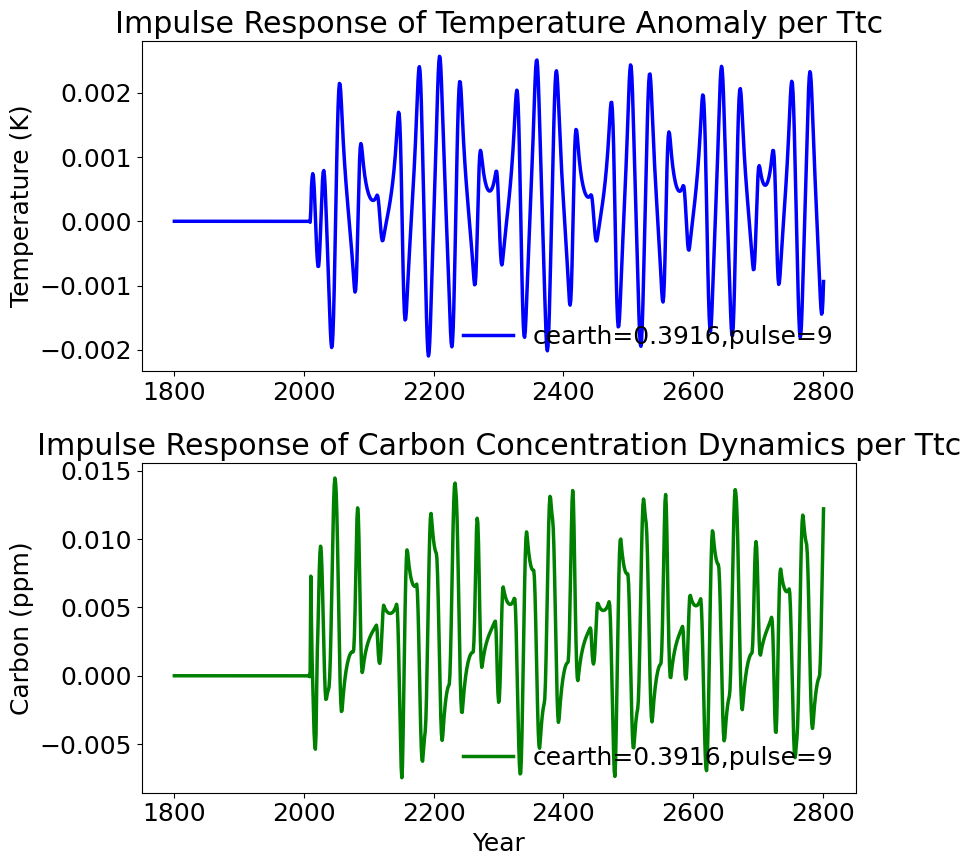 Impulse Response of Temperature Anomaly per Ttc
Temperature (K)
0.002
0.001
0.000
−0.001
−0.002
cearth=0.3916,pulse=9
1800 2000 2200 2400 2600 2800
Impulse Response of Carbon Concentration Dynamics per Ttc
Carbon (ppm)
0.015
0.010
0.005
0.000
−0.005
cearth=0.3916,pulse=9
1800 2000 2200 2400 2600 2800
Year